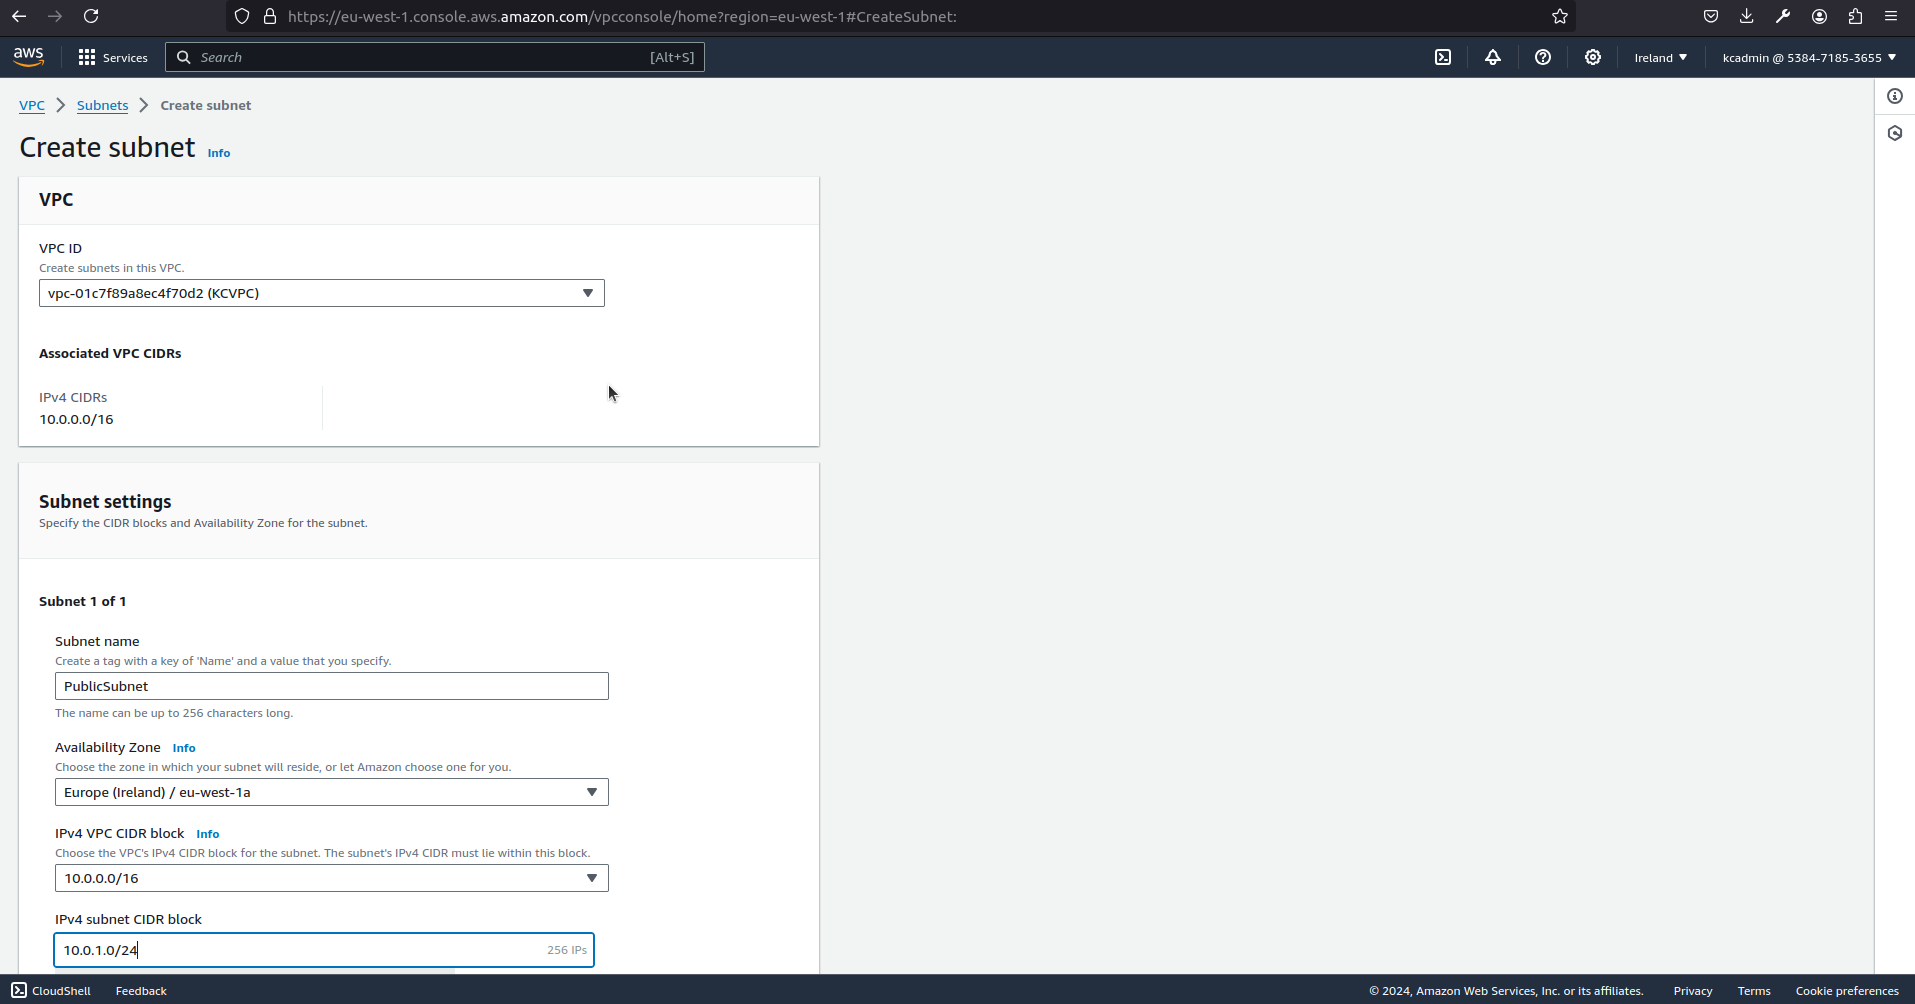 https://eu-west-1.console.aws.amazon.com/vpcconsole/home?region=eu-west-1#CreateSubnet:
aws Services Search [Alt+S] Ireland kcadmin @ 5384-7185-3655
VPC Subnets Create subnet
Create subnet Info
VPC
VPC ID
Create subnets in this VPC.
vpc-01c7f89a8ec4f70d2 (KCVPC)
Associated VPC CIDRs
IPv4 CIDRs
10.0.0.0/16
Subnet settings
Specify the CIDR blocks and Availability Zone for the subnet.
Subnet 1 of 1
Subnet name
Create a tag with a key of 'Name' and a value that you specify.
PublicSubnet
The name can be up to 256 characters long.
Availability Zone Info
Choose the zone in which your subnet will reside, or let Amazon choose one for you.
Europe (Ireland) / eu-west-1a
IPv4 VPC CIDR block Info
Choose the VPC's IPv4 CIDR block for the subnet. The subnet's IPv4 CIDR must lie within this block.
10.0.0.0/16
IPv4 subnet CIDR block
10.0.1.0/24 256 IPs
CloudShell Feedback © 2024, Amazon Web Services, Inc. or its affiliates. Privacy Terms Cookie preferences